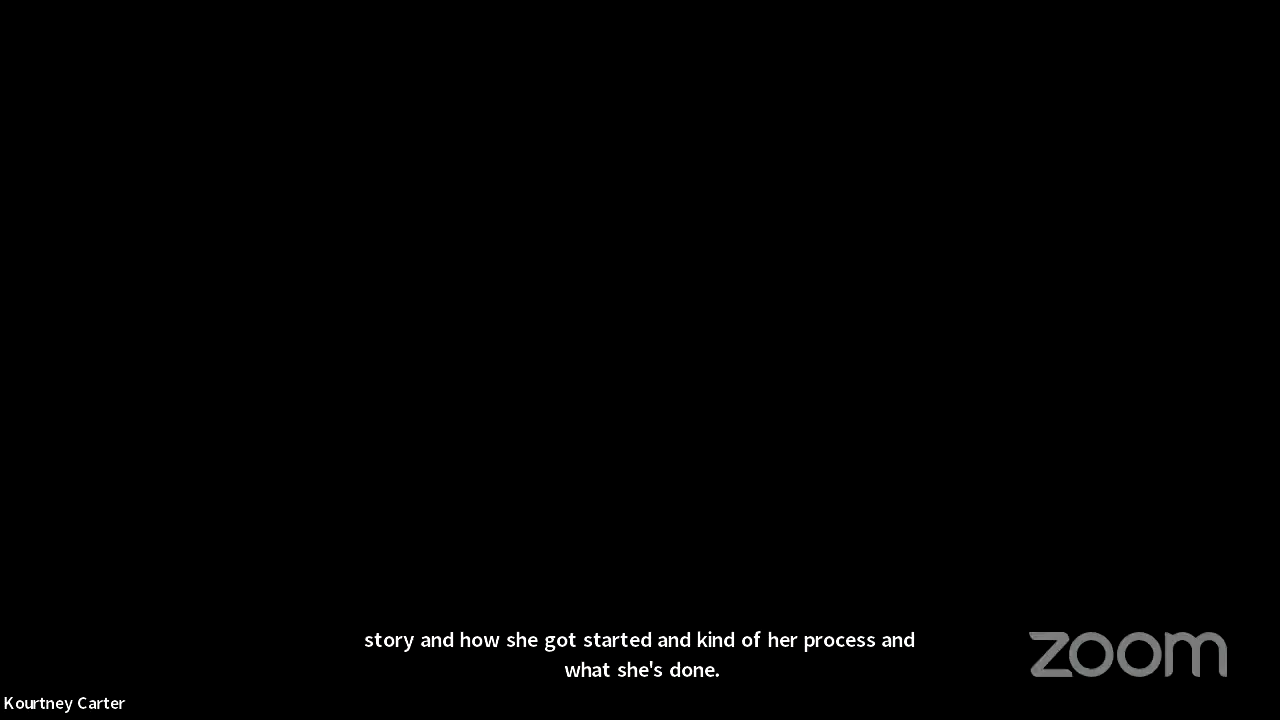 story and how she got started and kind of her process and
what she's done.
zoom
Kourtney Carter